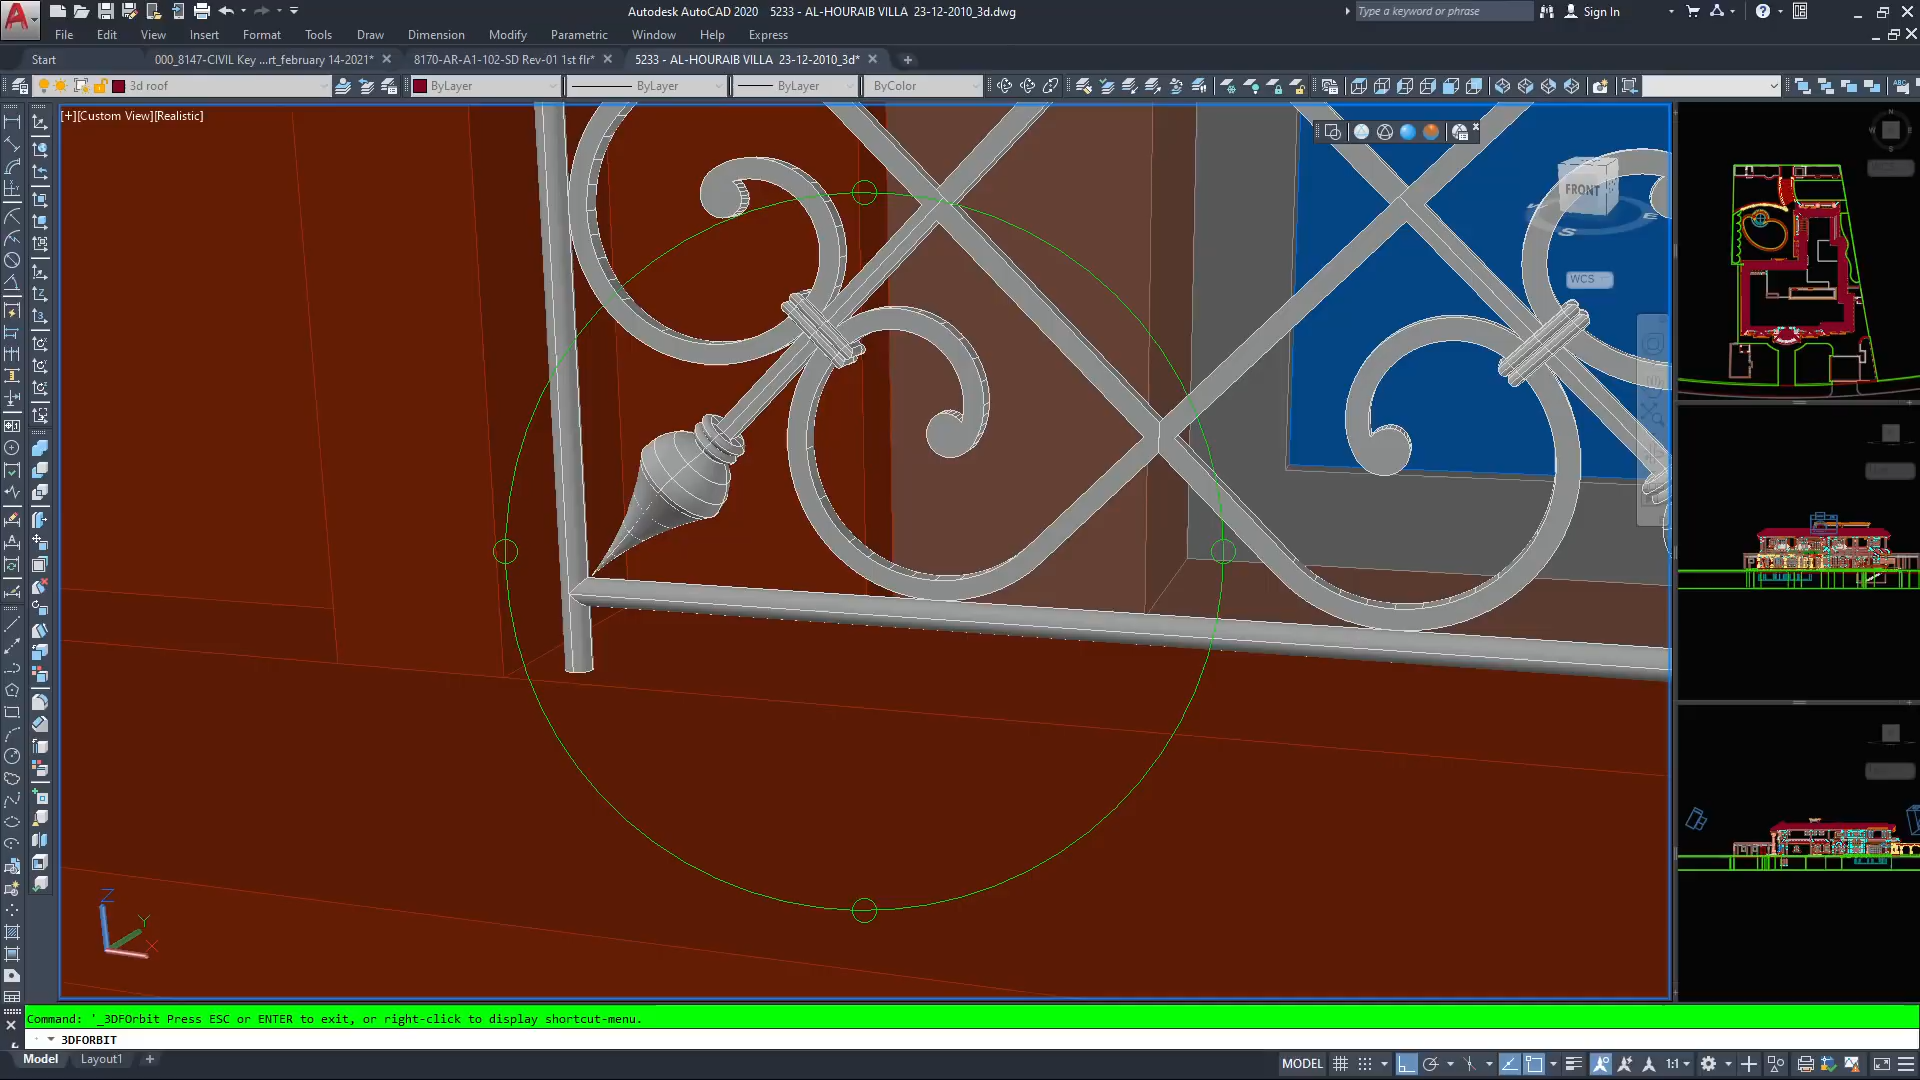 Autodesk AutoCAD 2020   5233 - AL-HOURAIB VILLA  23-12-2010_3d.dwg
Type a keyword or phrase
Sign In
File Edit View Insert Format Tools Draw Dimension Modify Parametric Window Help Express
Start
000_8147-CIVIL Key ...rt_february 14-2021*
8170-AR-A1-102-SD Rev-01 1st flr*
5233 - AL-HOURAIB VILLA  23-12-2010_3d*
3d roof
ByLayer
ByLayer
ByLayer
ByColor
[+][Custom View][Realistic]
FRONT
E
S
WCS
N
W
E
S
Z
Y
X
Command: '_3DFOrbit Press ESC or ENTER to exit, or right-click to display shortcut-menu.
3DFORBIT
Model
Layout1
MODEL
1:1